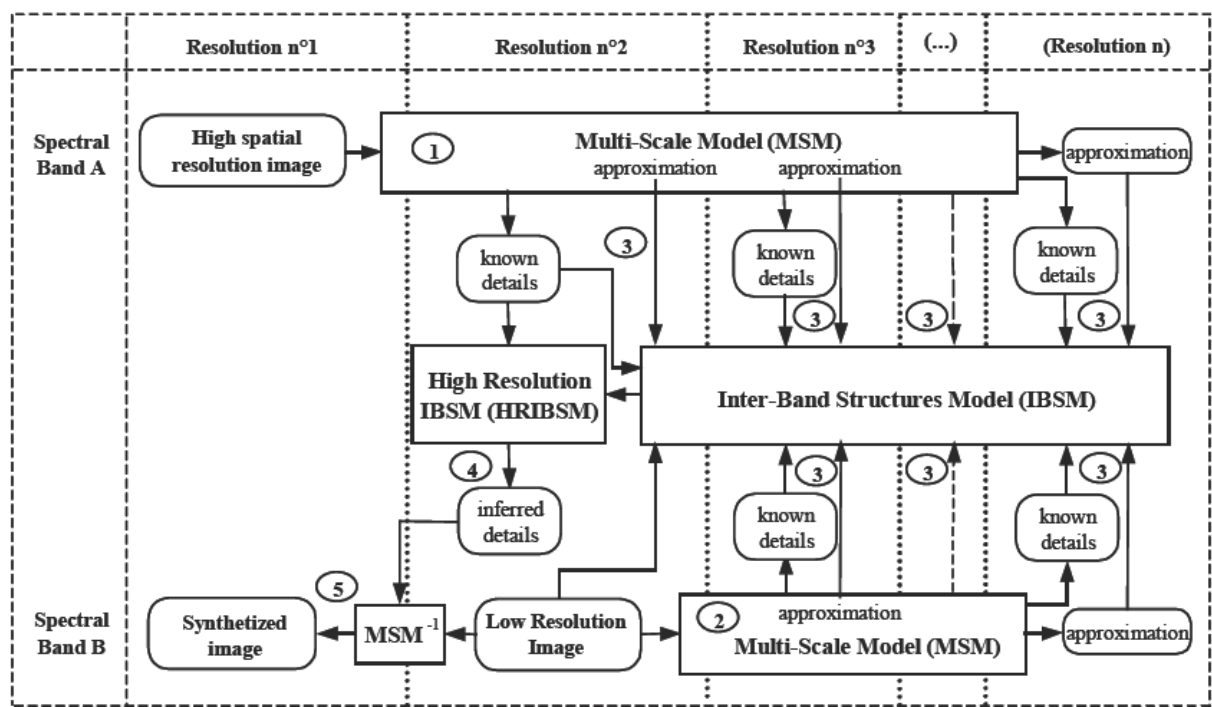 Resolution n°1
Resolution n°2
Resolution n°3
(...)
(Resolution n)
Spectral
Band A
High spatial
resolution image
1
Multi-Scale Model (MSM)
approximation
approximation
approximation
3
known
details
known
details
known
details
3
3
3
High Resolution
IBSM (HRIBSM)
Inter-Band Structures Model (IBSM)
4
3
3
3
inferred
details
known
details
known
details
5
Spectral
Band B
Synthetized
image
MSM -1
Low Resolution
Image
2
approximation
Multi-Scale Model (MSM)
approximation